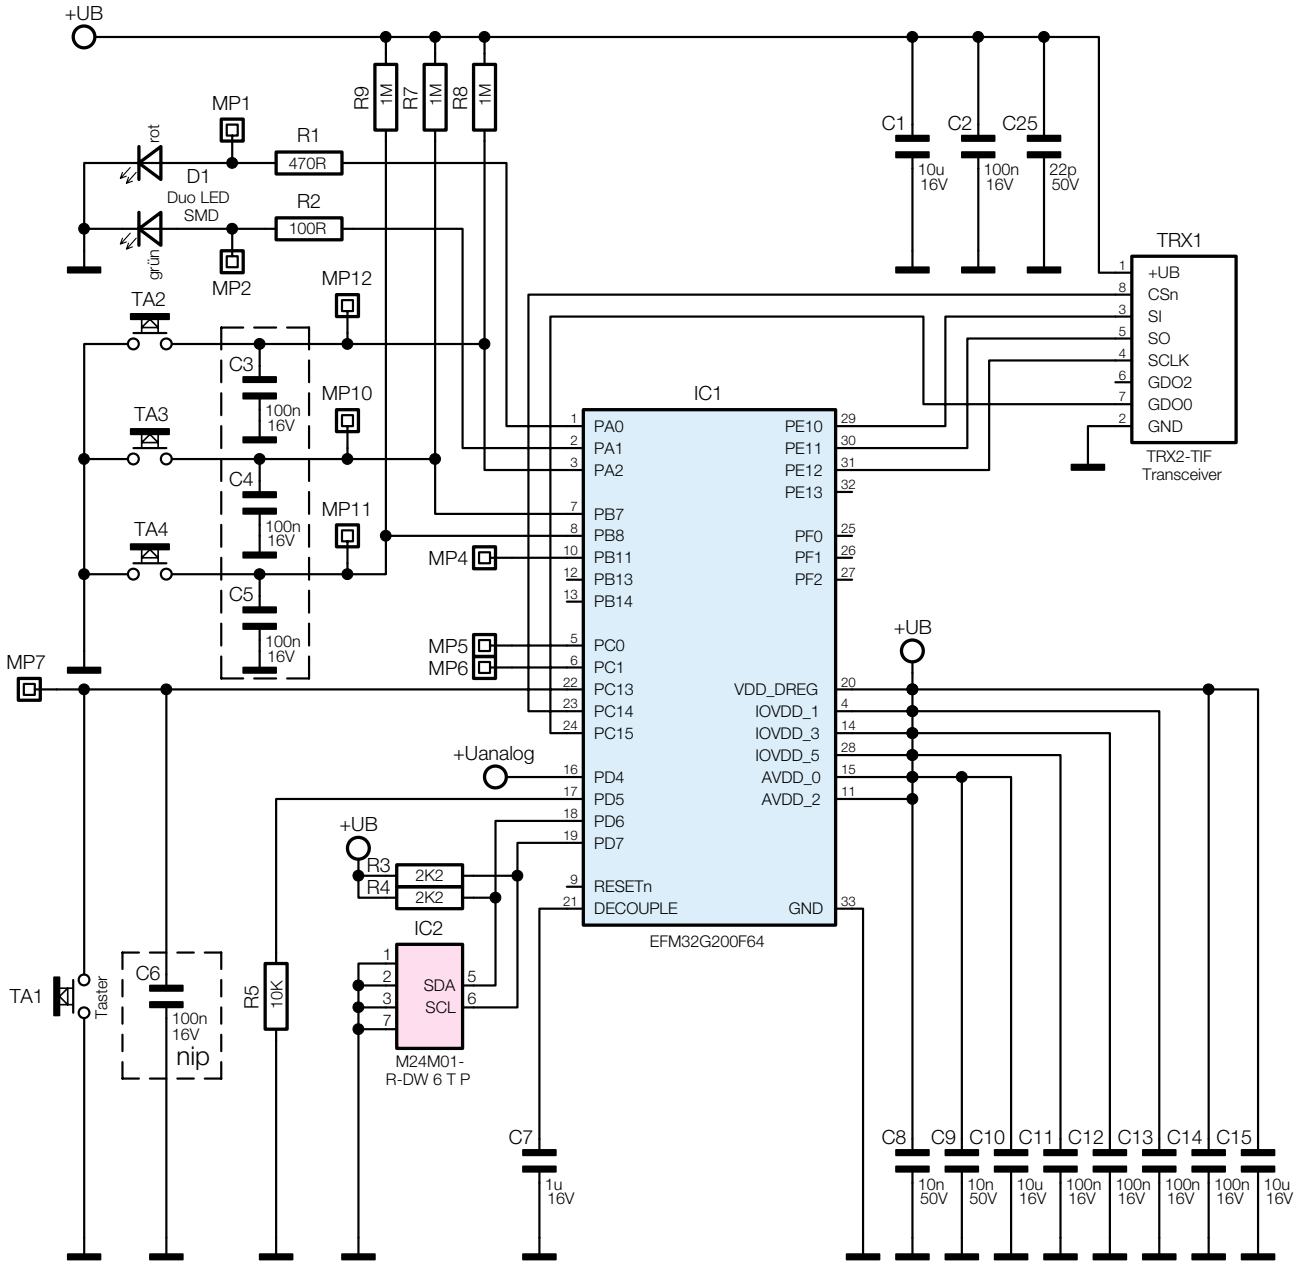 +UB
R9
1M
R7
1M
R8
1M
MP1
rot
R1
470R
D1
Duo LED
SMD
R2
100R
grün
MP2
C1
10u
16V
C2
100n
16V
C25
22p
50V
TRX1
1 +UB
8 CSn
3 SI
5 SO
4 SCLK
6 GDO2
7 GDO0
2 GND
TRX2-TIF
Transceiver
TA2
MP12
C3
100n
16V
TA3
MP10
C4
100n
16V
TA4
MP11
C5
100n
16V
MP4
MP5
MP6
MP7
IC1
1 PA0
2 PA1
3 PA2
7 PB7
8 PB8
10 PB11
12 PB13
13 PB14
5 PC0
6 PC1
22 PC13
23 PC14
24 PC15
16 PD4
17 PD5
18 PD6
19 PD7
9 RESETn
21 DECOUPLE
PE10 29
PE11 30
PE12 31
PE13 32
PF0 25
PF1 26
PF2 27
VDD_DREG 20
IOVDD_1 4
IOVDD_3 14
IOVDD_5 28
AVDD_0 15
AVDD_2 11
GND 33
EFM32G200F64
+UB
+Uanalog
+UB
R3
2K2
R4
2K2
IC2
1
2
3
7
SDA 5
SCL 6
M24M01-
R-DW 6 T P
TA1
Taster
C6
100n
16V
nip
R5
10K
C7
1u
16V
C8
10n
50V
C9
10n
50V
C10
10u
16V
C11
100n
16V
C12
100n
16V
C13
100n
16V
C14
100n
16V
C15
10u
16V